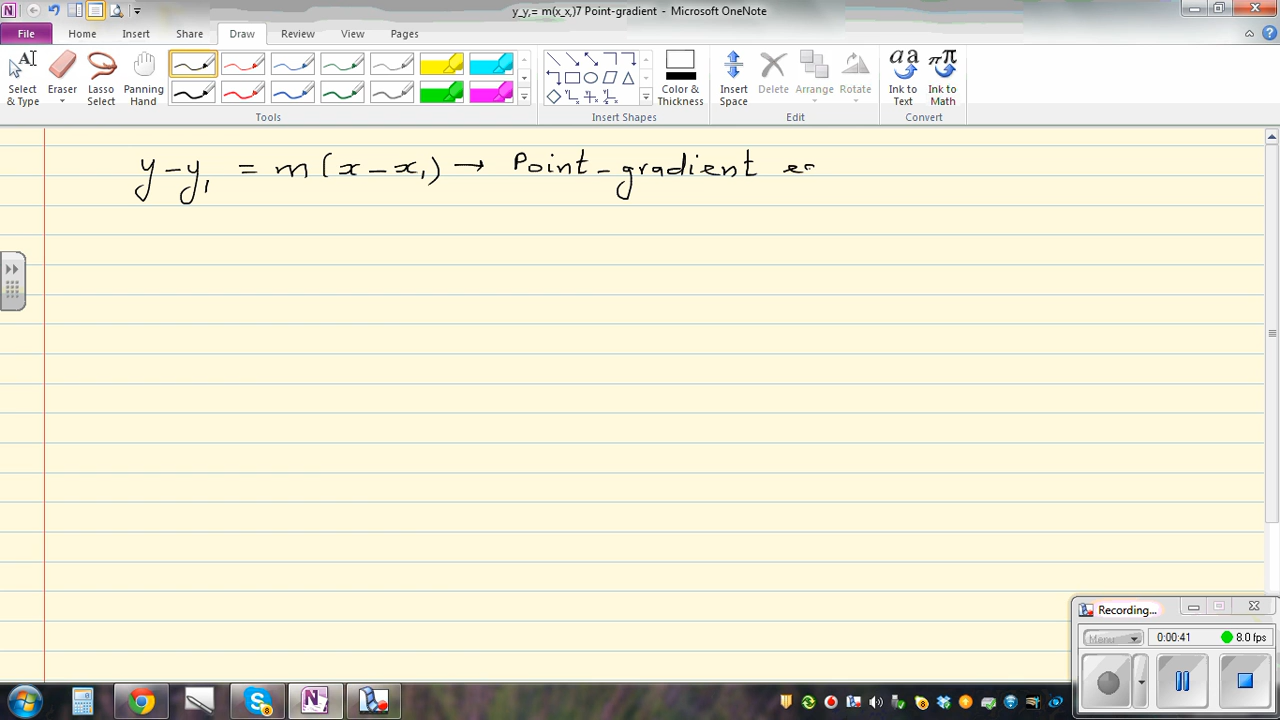 y_y,= m(x_x,)7 Point-gradient - Microsoft OneNote
File Home Insert Share Draw Review View Pages
Select & Type Eraser Lasso Select Panning Hand Color & Thickness Insert Space Delete Arrange Rotate Ink to Text Ink to Math
Tools Insert Shapes Edit Convert
y-y₁ = m(x-x₁) → Point-gradient
Recording...
Menu 0:00:41 8.0 fps